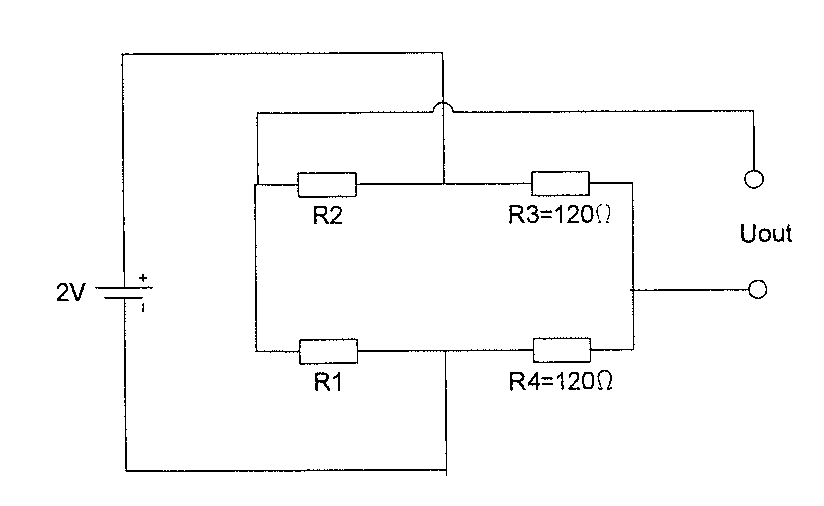 +
2V
R2
R3=120Ω
Uout
R1
R4=120Ω